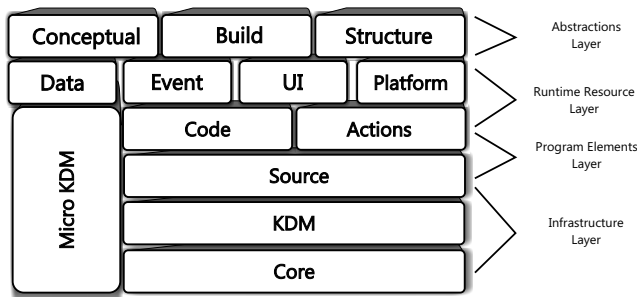 Conceptual
Build
Structure
Abstractions
Layer
Data
Event
UI
Platform
Runtime Resource
Layer
Code
Actions
Program Elements
Layer
Micro KDM
Source
KDM
Infrastructure
Layer
Core